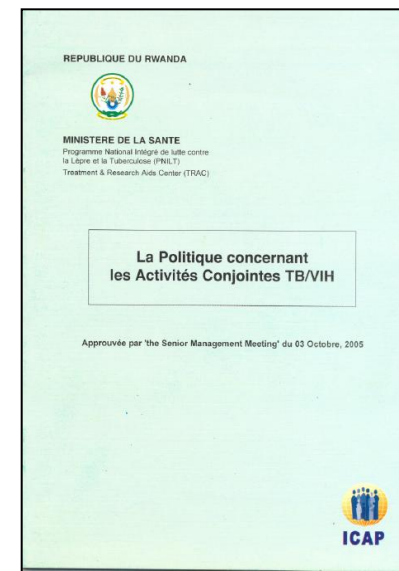 REPUBLIQUE DU RWANDA
MINISTERE DE LA SANTE
Programme National Intégré de lutte contre
la Lèpre et la Tuberculose (PNILT)
Treatment & Research Aids Center (TRAC)
La Politique concernant
les Activités Conjointes TB/VIH
Approuvée par 'the Senior Management Meeting' du 03 Octobre, 2005
ICAP